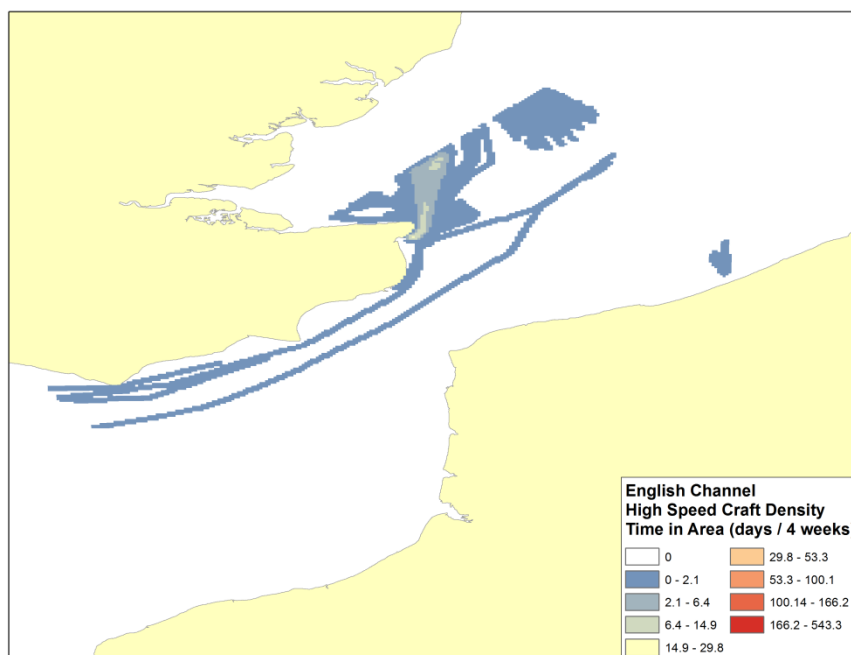 English Channel
High Speed Craft Density
Time in Area (days / 4 weeks
0
29.8 - 53.3
0 - 2.1
53.3 - 100.1
2.1 - 6.4
100.14 - 166.2
6.4 - 14.9
166.2 - 543.3
14.9 - 29.8